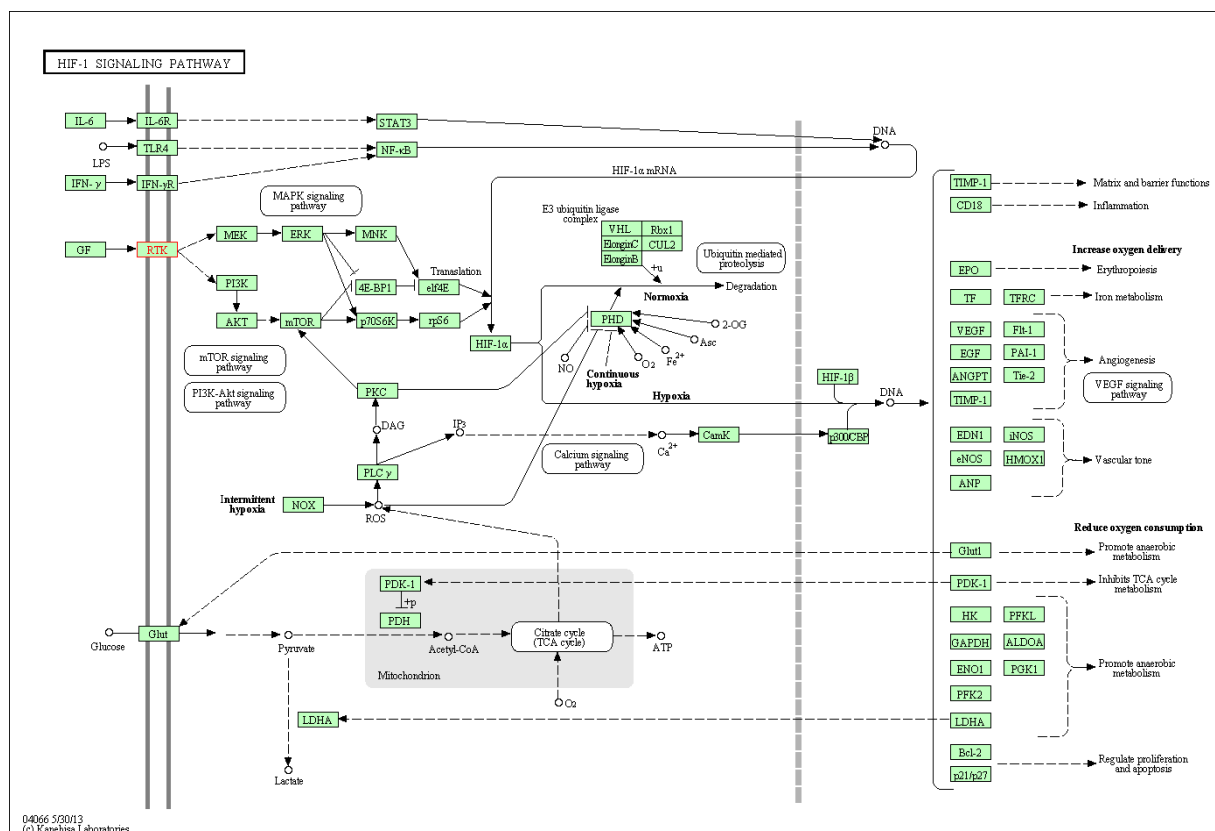 HIF-1 SIGNALING PATHWAY
IL-6
IL-6R
STAT3
DNA
LPS
TLR4
NF-κB
IFN-γ
IFN-γR
HIF-1α mRNA
MAPK signaling
pathway
GF
RTK
MEK
ERK
MNK
PI3K
4E-BP1
eIf4E
Tranaslation
AKT
mTOR
p70S6K
rpS6
HIF-1α
mTOR signaling
pathway
PI3K-Akt signaling
pathway
E3 ubiquitin ligase
complex
VHL
Rbx1
ElonginC
CUL2
ElonginB
+u
Ubiquitin mediated
proteolysis
Degradation
Normoxia
PHD
2-OG
Asc
Fe2+
O2
NO
Continuous
hypoxia
Hypoxia
HIF-1β
DNA
p300/CBP
PKC
DAG
IP3
Ca2+
CamK
Calcium signaling
pathway
PLCγ
Intermittent
hypoxia
NOX
ROS
PDK-1
+p
PDH
Glucose
Glut
Pyruvate
Acetyl-CoA
Citrate cycle
(TCA cycle)
ATP
Mitochondrion
O2
LDHA
Lactate
TIMP-1
Matrix and barrier functions
CD18
Inflammation
Increase oxygen delivery
EPO
Erythropoiesis
TF
TFRC
Iron metabolism
VEGF
Flt-1
EGF
PAI-1
Angiogenesis
ANGPT
Tie-2
VEGF signaling
pathway
TIMP-1
EDN1
iNOS
eNOS
HMOX1
Vascular tone
ANP
Reduce oxygen consumption
Glut1
Promote anaerobic
metabolism
PDK-1
Inhibits TCA cycle
metabolism
HK
PFKL
GAPDH
ALDOA
ENO1
PGK1
Promote anaerobic
metabolism
PFK2
LDHA
Bcl-2
p21/p27
Regulate proliferation
and apoptosis
04066 5/30/13
(c) Kanehisa Laboratories